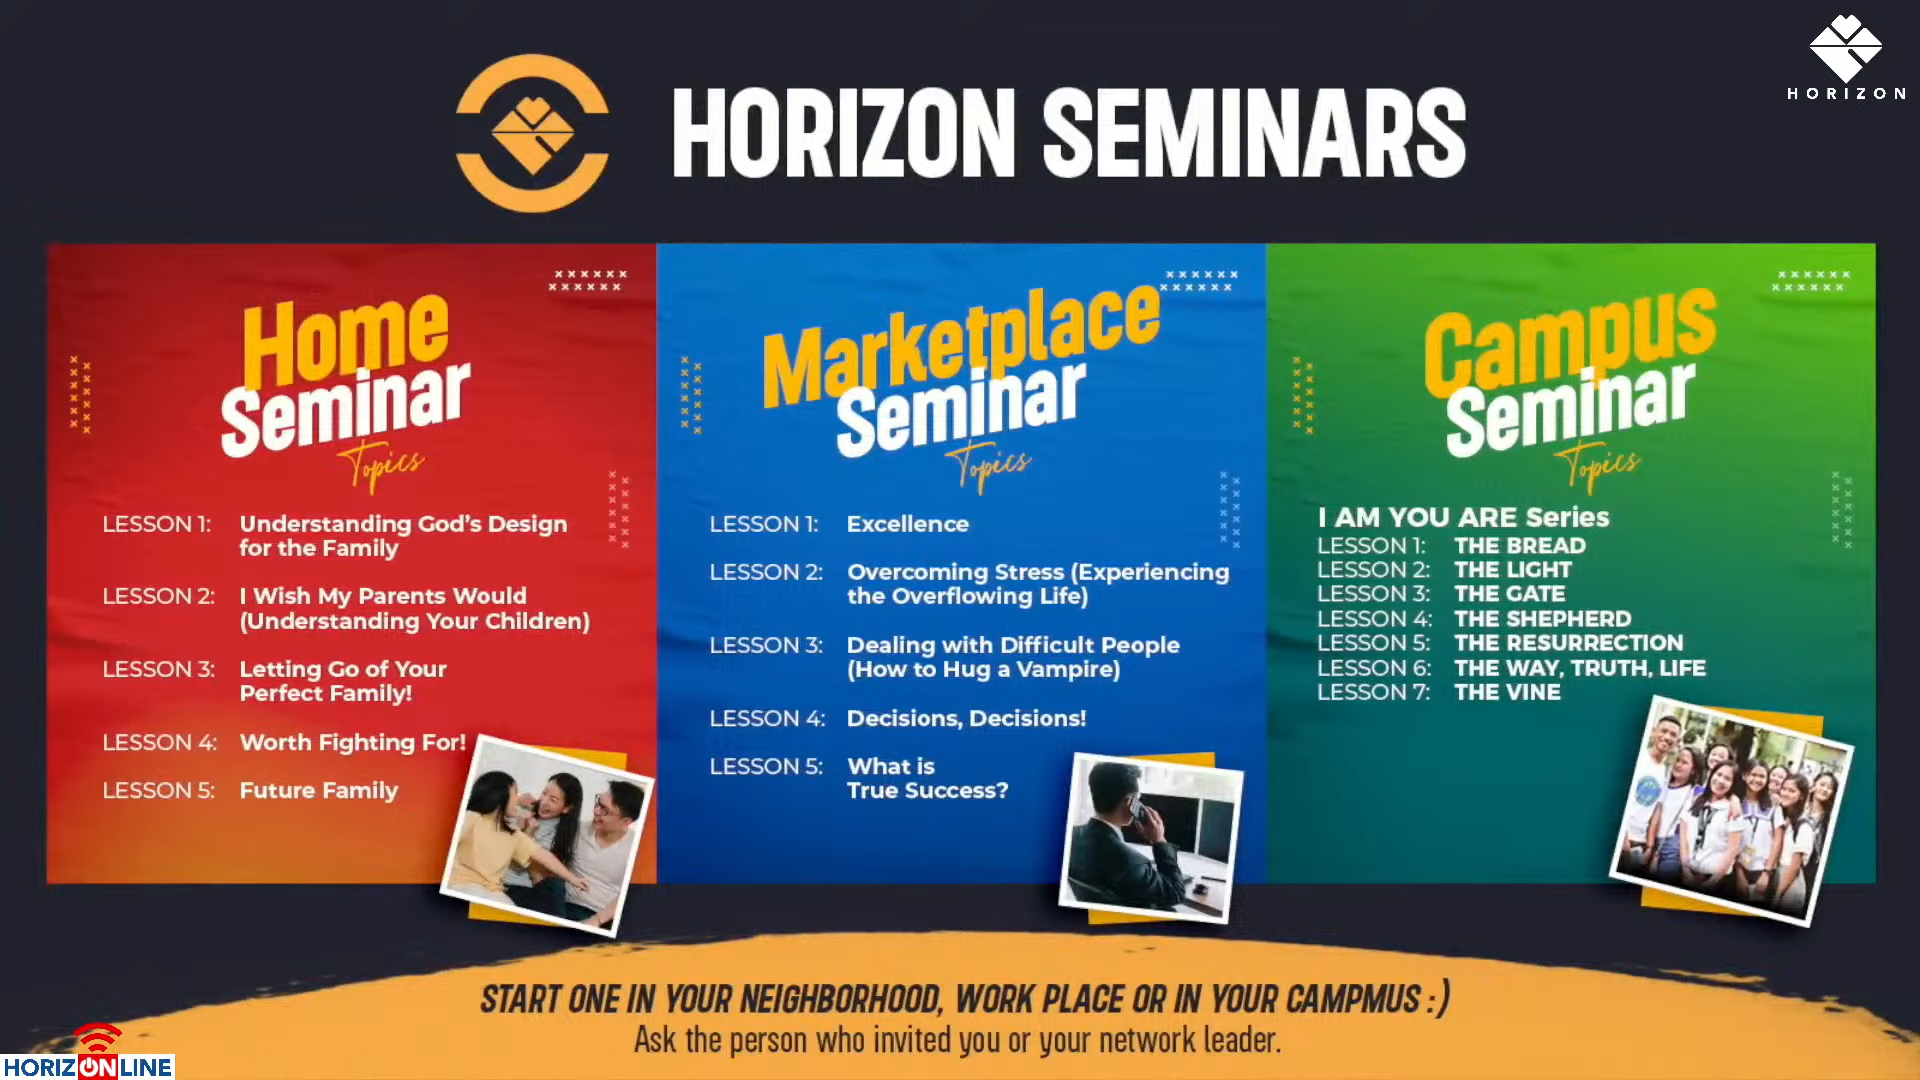 HORIZON SEMINARS
HORIZON
Home
Seminar
Topics
LESSON 1: Understanding God's Design
for the Family
LESSON 2: I Wish My Parents Would
(Understanding Your Children)
LESSON 3: Letting Go of Your
Perfect Family!
LESSON 4: Worth Fighting For!
LESSON 5: Future Family
Marketplace
Seminar
Topics
LESSON 1: Excellence
LESSON 2: Overcoming Stress (Experiencing
the Overflowing Life)
LESSON 3: Dealing with Difficult People
(How to Hug a Vampire)
LESSON 4: Decisions, Decisions!
LESSON 5: What is
True Success?
Campus
Seminar
Topics
I AM YOU ARE Series
LESSON 1: THE BREAD
LESSON 2: THE LIGHT
LESSON 3: THE GATE
LESSON 4: THE SHEPHERD
LESSON 5: THE RESURRECTION
LESSON 6: THE WAY, TRUTH, LIFE
LESSON 7: THE VINE
START ONE IN YOUR NEIGHBORHOOD, WORK PLACE OR IN YOUR CAMPMUS :)
Ask the person who invited you or your network leader.
HORIZONLINE